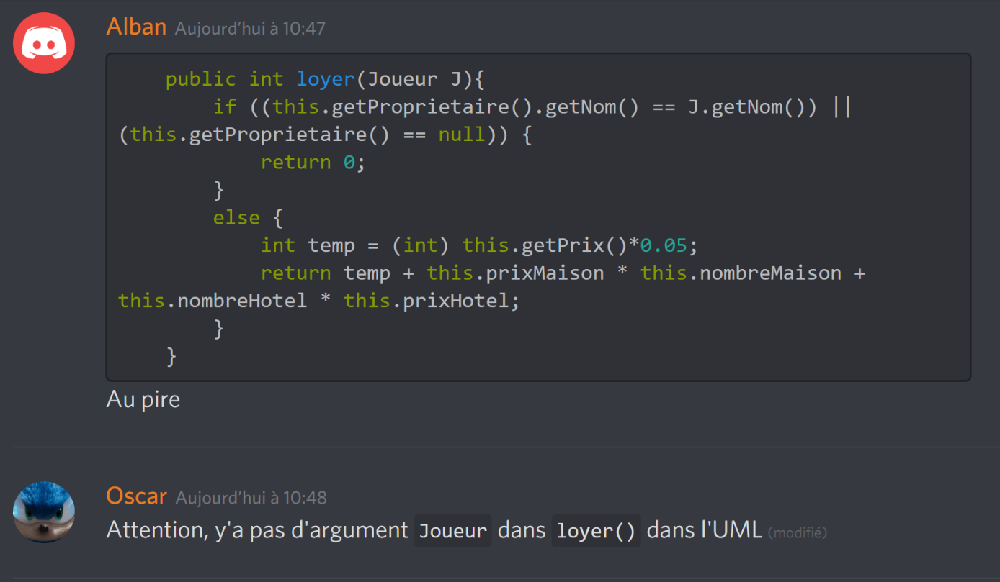 Alban Aujourd’hui à 10:47
public int loyer(Joueur J){
if ((this.getProprietaire().getNom() == J.getNom()) ||
(this.getProprietaire() == null)) {
return 0;
}
else {
int temp = (int) this.getPrix()*0.05;
return temp + this.prixMaison * this.nombreMaison +
this.nombreHotel * this.prixHotel;
}
}
Au pire
Oscar Aujourd’hui à 10:48
Attention, y'a pas d'argument Joueur dans loyer() dans l'UML (modifié)